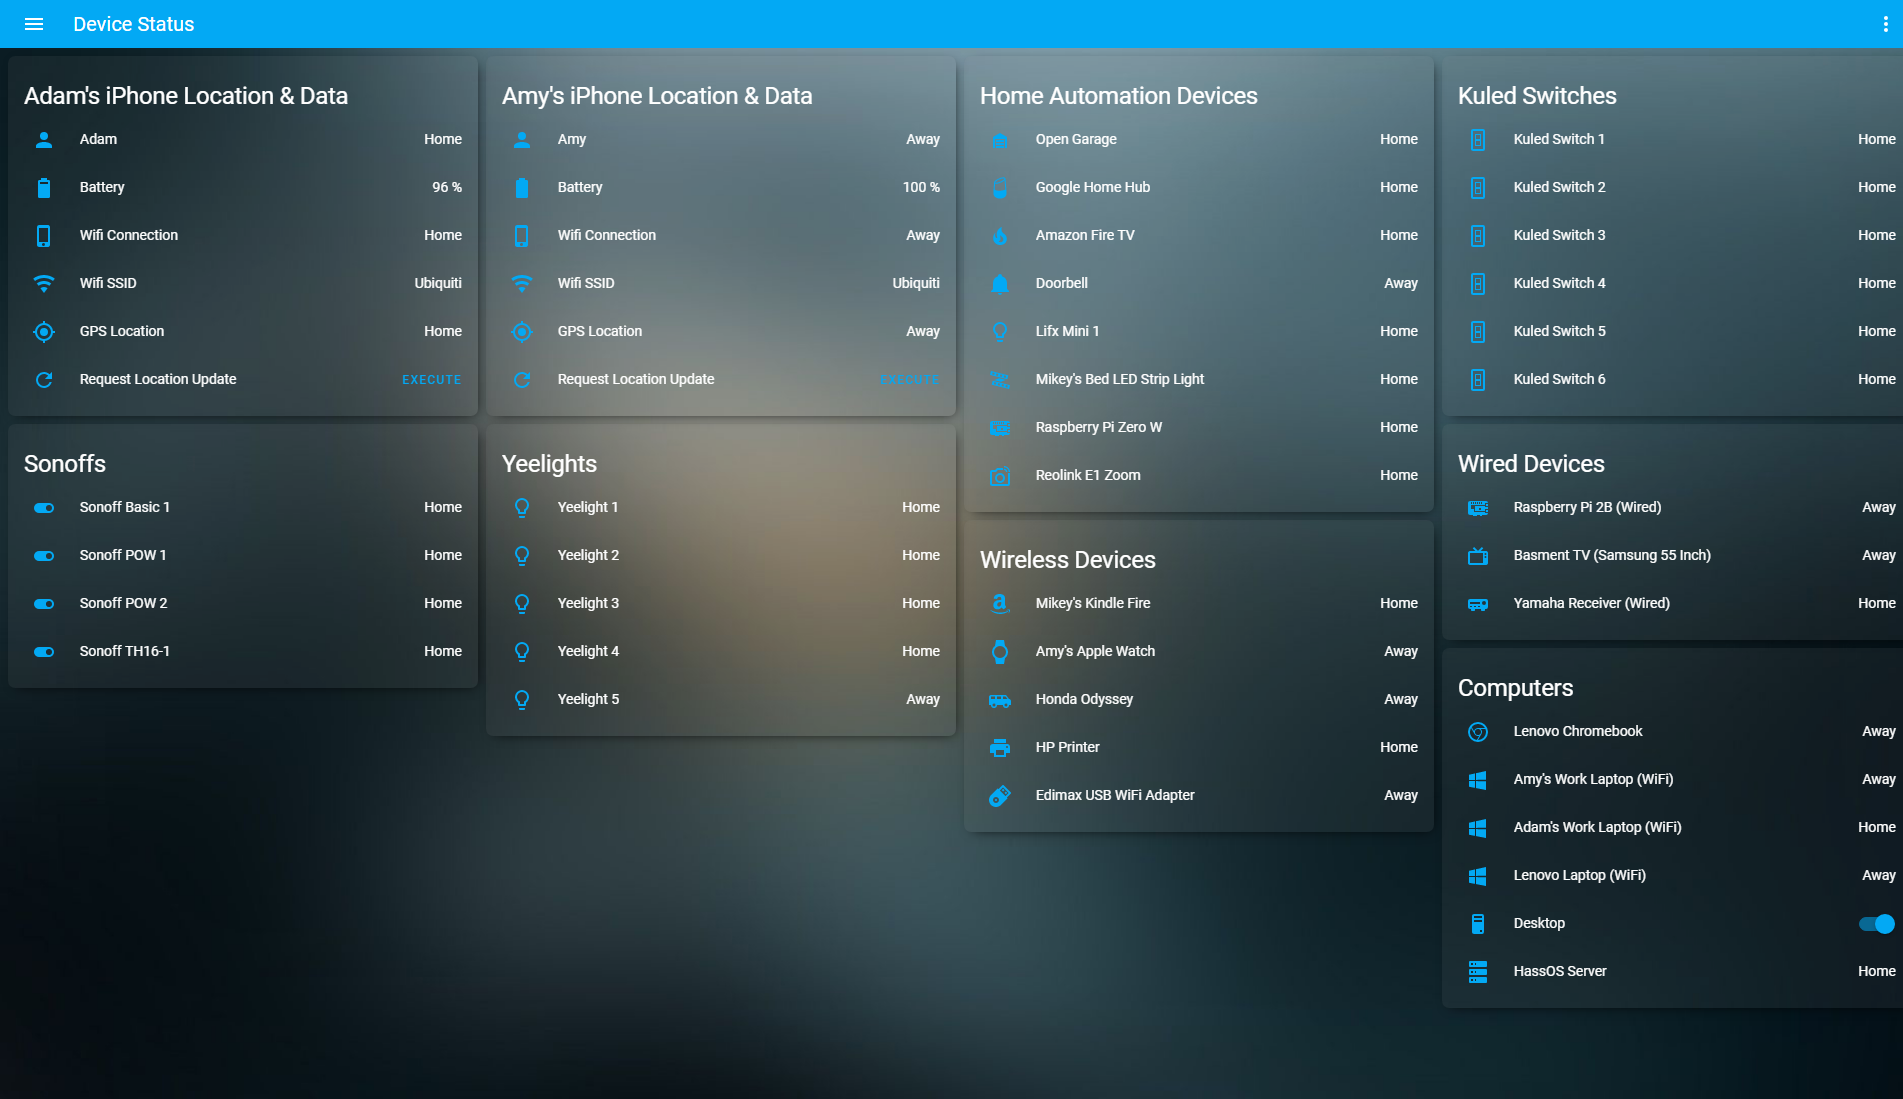 Device Status
Adam's iPhone Location & Data
Adam Home
Battery 96 %
Wifi Connection Home
Wifi SSID Ubiquiti
GPS Location Home
Request Location Update EXECUTE
Sonoffs
Sonoff Basic 1 Home
Sonoff POW 1 Home
Sonoff POW 2 Home
Sonoff TH16-1 Home
Amy's iPhone Location & Data
Amy Away
Battery 100 %
Wifi Connection Away
Wifi SSID Ubiquiti
GPS Location Away
Request Location Update EXECUTE
Yeelights
Yeelight 1 Home
Yeelight 2 Home
Yeelight 3 Home
Yeelight 4 Home
Yeelight 5 Away
Home Automation Devices
Open Garage Home
Google Home Hub Home
Amazon Fire TV Home
Doorbell Away
Lifx Mini 1 Home
Mikey's Bed LED Strip Light Home
Raspberry Pi Zero W Home
Reolink E1 Zoom Home
Wireless Devices
Mikey's Kindle Fire Home
Amy's Apple Watch Away
Honda Odyssey Away
HP Printer Home
Edimax USB WiFi Adapter Away
Kuled Switches
Kuled Switch 1 Home
Kuled Switch 2 Home
Kuled Switch 3 Home
Kuled Switch 4 Home
Kuled Switch 5 Home
Kuled Switch 6 Home
Wired Devices
Raspberry Pi 2B (Wired) Away
Basment TV (Samsung 55 Inch) Away
Yamaha Receiver (Wired) Home
Computers
Lenovo Chromebook Away
Amy's Work Laptop (WiFi) Away
Adam's Work Laptop (WiFi) Home
Lenovo Laptop (WiFi) Away
Desktop
HassOS Server Home